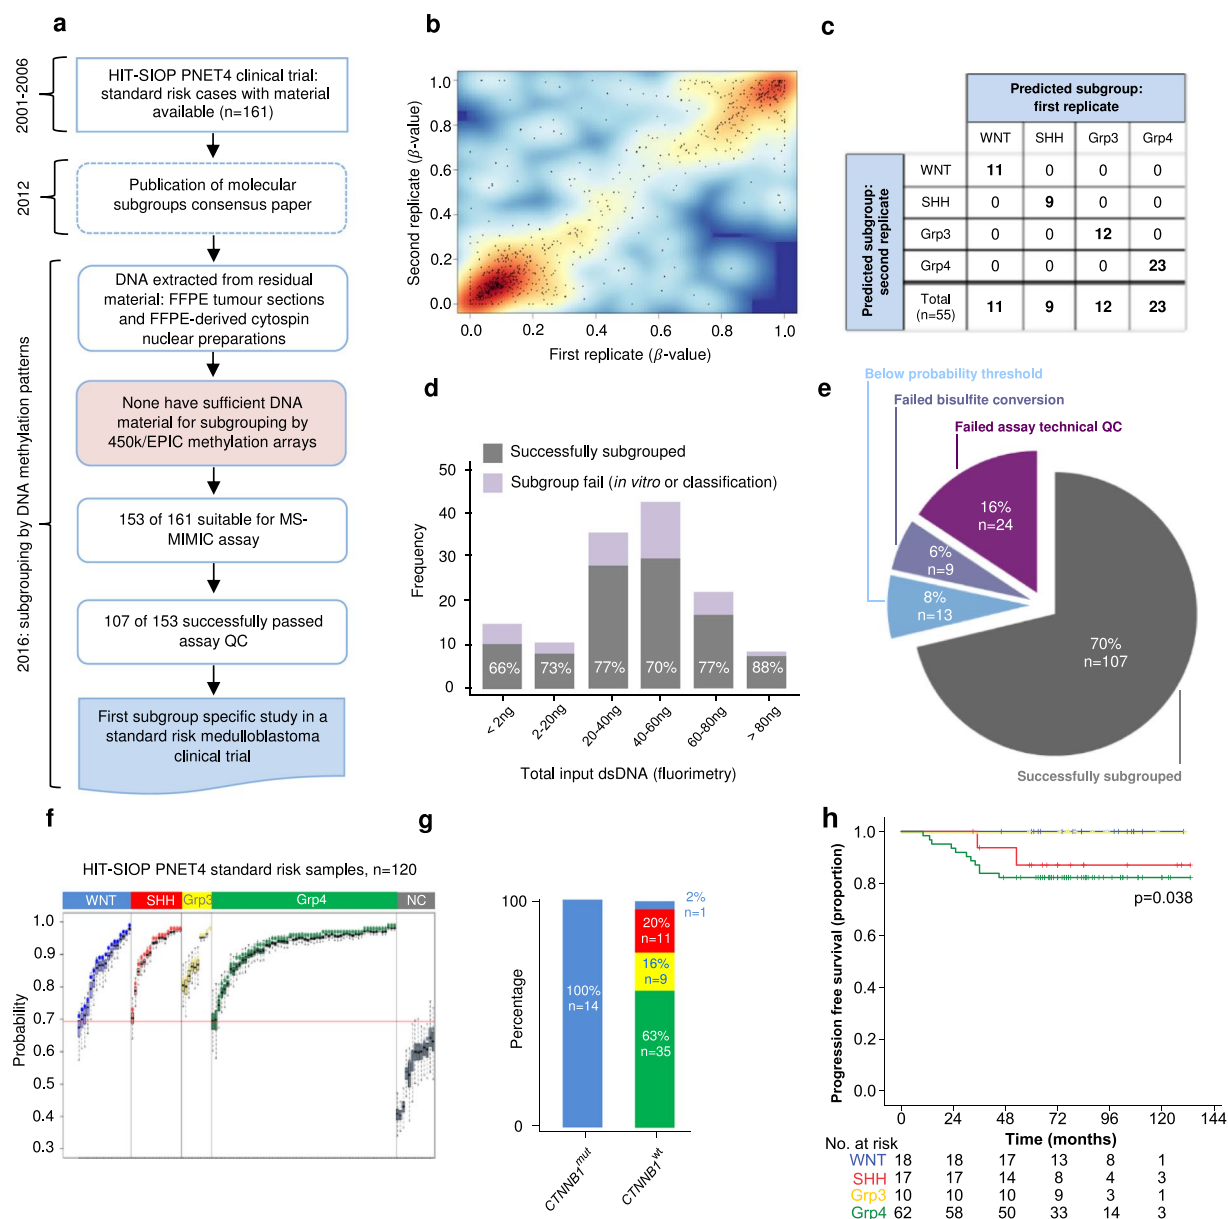 a
2001-2006
HIT-SIOP PNET4 clinical trial:
standard risk cases with material
available (n=161)
2012
Publication of molecular
subgroups consensus paper
2016: subgrouping by DNA methylation patterns
DNA extracted from residual
material: FFPE tumour sections
and FFPE-derived cytospin
nuclear preparations
None have sufficient DNA
material for subgrouping by
450k/EPIC methylation arrays
153 of 161 suitable for MS-
MIMIC assay
107 of 153 successfully passed
assay QC
First subgroup specific study in a
standard risk medulloblastoma
clinical trial
b
Second replicate (β-value)
1.0
0.8
0.6
0.4
0.2
0.0
0.0 0.2 0.4 0.6 0.8 1.0
First replicate (β-value)
c
Predicted subgroup:
first replicate
WNT SHH Grp3 Grp4
Predicted subgroup:
second replicate
WNT 11 0 0 0
SHH 0 9 0 0
Grp3 0 0 12 0
Grp4 0 0 0 23
Total
(n=55) 11 9 12 23
d
Successfully subgrouped
Subgroup fail (in vitro or classification)
Frequency
50
40
30
20
10
0
66% 73% 77% 70% 77% 88%
< 2ng 2-20ng 20-40ng 40-60ng 60-80ng > 80ng
Total input dsDNA (fluorimetry)
e
Below probability threshold
Failed bisulfite conversion
Failed assay technical QC
16%
n=24
6%
n=9
8%
n=13
70%
n=107
Successfully subgrouped
f
HIT-SIOP PNET4 standard risk samples, n=120
WNT SHH Grp3 Grp4 NC
Probability
1.0
0.9
0.8
0.7
0.6
0.5
0.4
0.3
g
Percentage
100
0
100%
n=14
2%
n=1
20%
n=11
16%
n=9
63%
n=35
CTNNB1mut CTNNB1wt
h
Progression free survival (proportion)
1.0
0.8
0.6
0.4
0.2
0.0
p=0.038
0 24 48 72 96 120 144
Time (months)
No. at risk
WNT 18 18 17 13 8 1
SHH 17 17 14 8 4 3
Grp3 10 10 10 9 3 1
Grp4 62 58 50 33 14 3